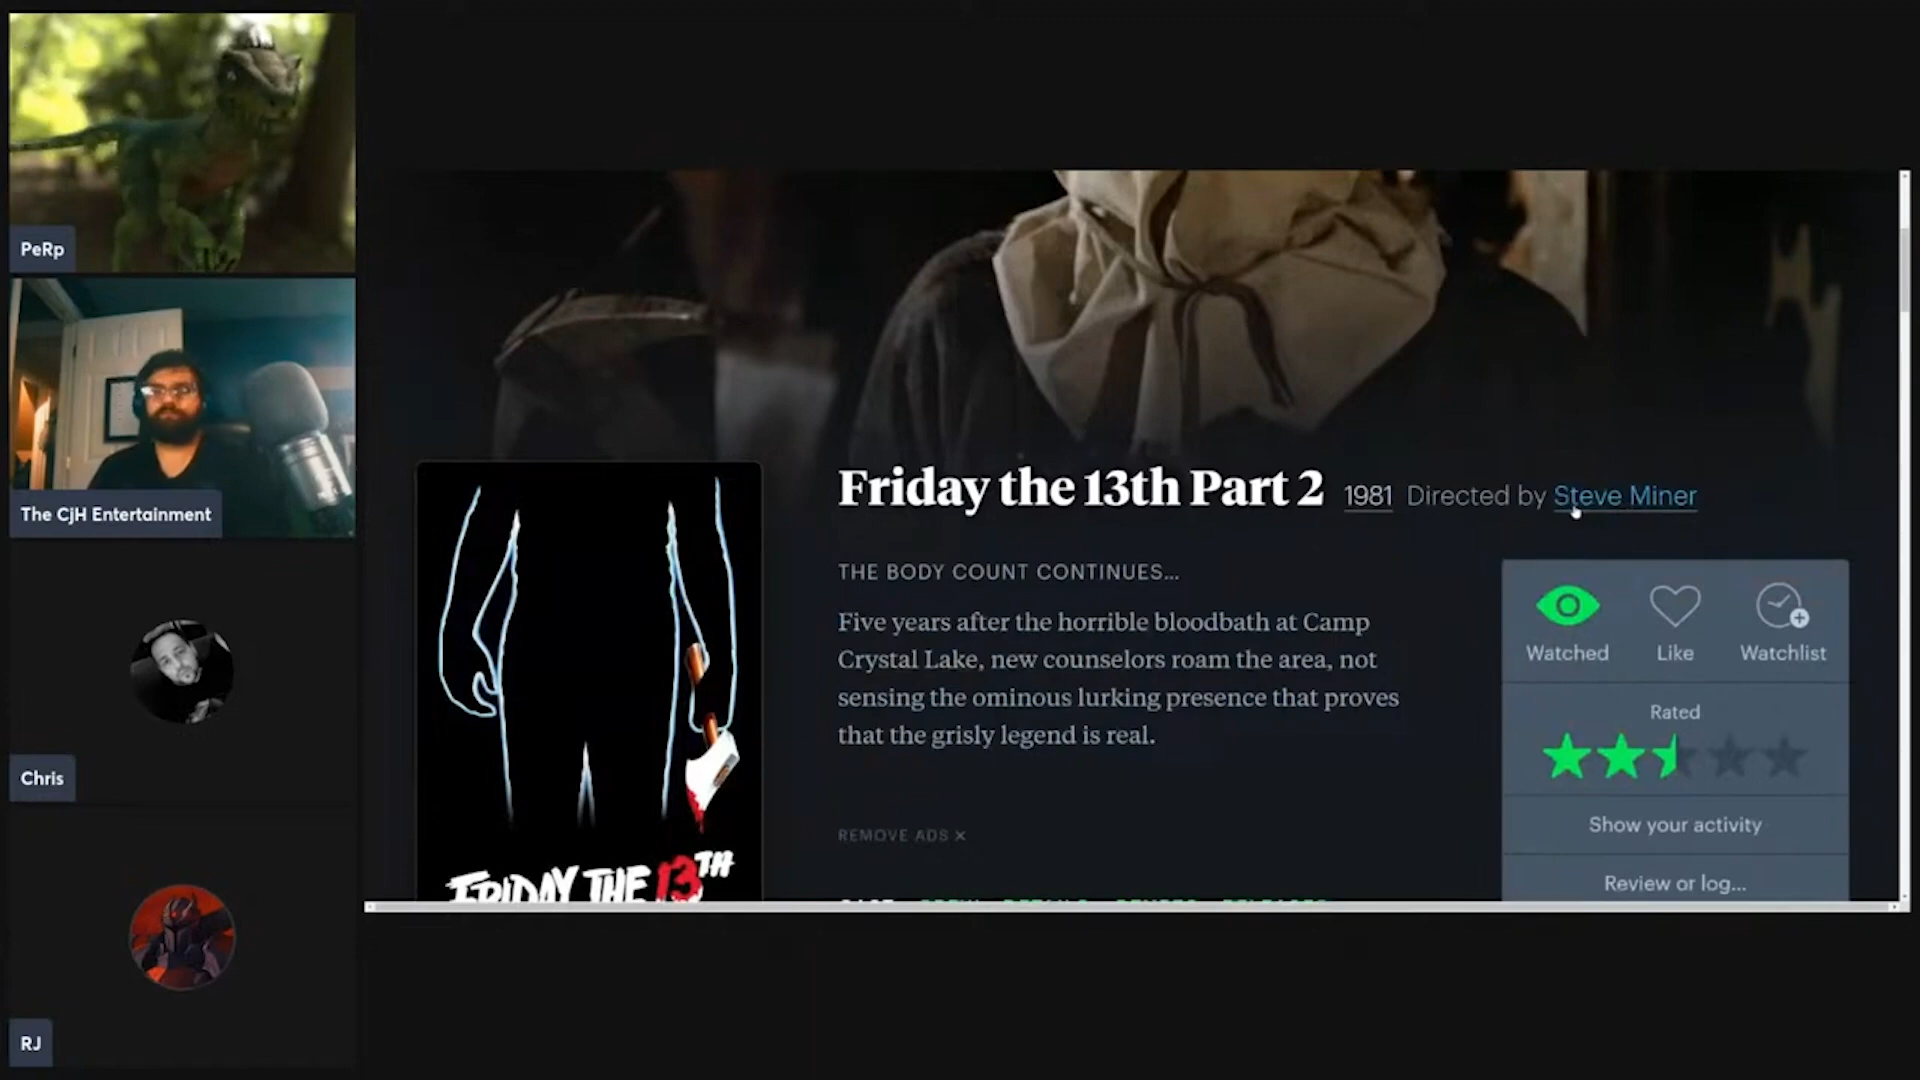 PeRp
The CjH Entertainment
Chris
RJ
Friday the 13th Part 2 1981 Directed by Steve Miner
THE BODY COUNT CONTINUES...
Five years after the horrible bloodbath at Camp
Crystal Lake, new counselors roam the area, not
sensing the ominous lurking presence that proves
that the grisly legend is real.
REMOVE ADS ×
Watched Like Watchlist
Rated
Show your activity
Review or log...
FRIDAY THE 13TH